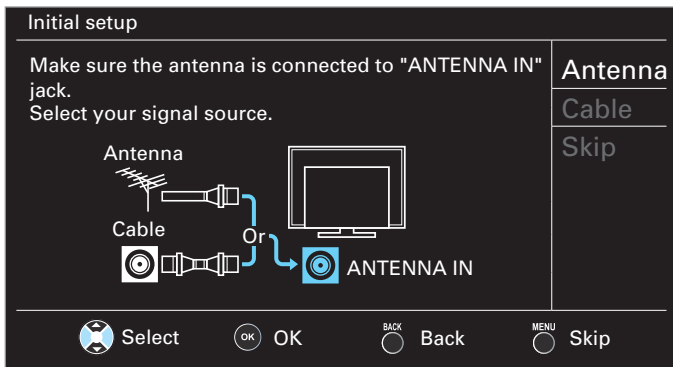 Initial setup
Make sure the antenna is connected to "ANTENNA IN"
jack.
Select your signal source.
Antenna
Cable
Skip
Antenna
Cable
Or
ANTENNA IN
Select
OK OK
BACK Back
MENU Skip